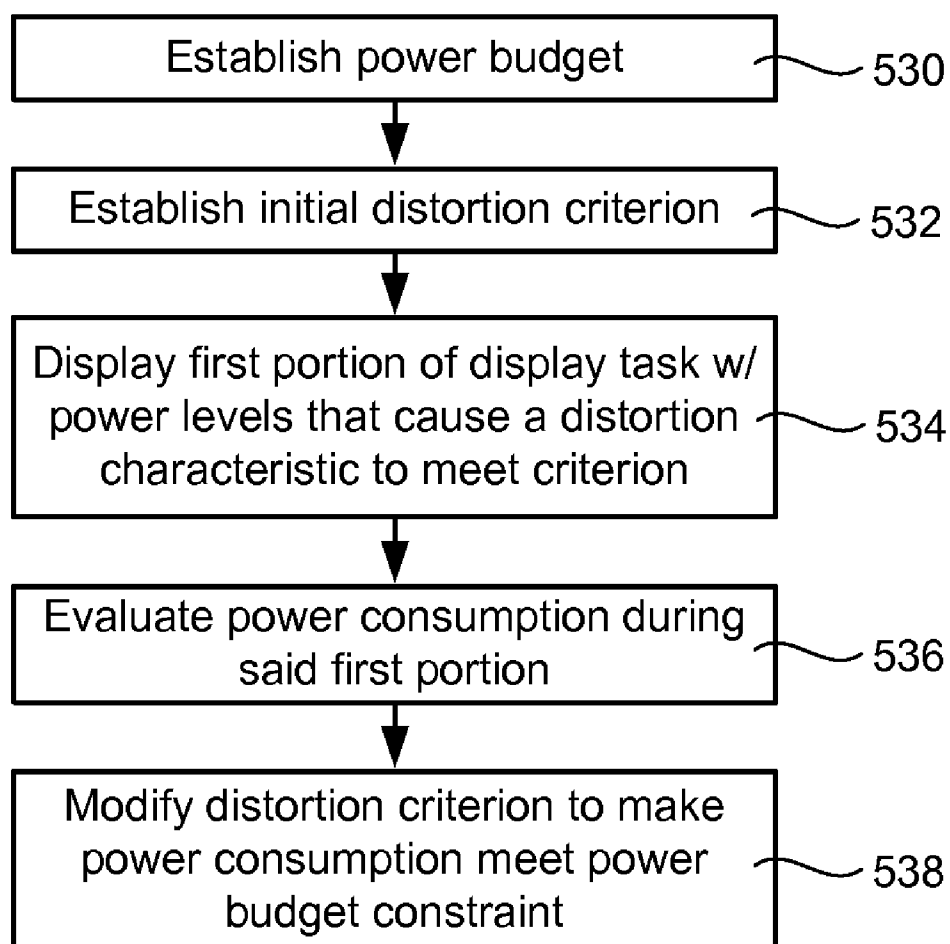 Establish power budget
530
Establish initial distortion criterion
532
Display first portion of display task w/
power levels that cause a distortion
characteristic to meet criterion
534
Evaluate power consumption during
said first portion
536
Modify distortion criterion to make
power consumption meet power
budget constraint
538